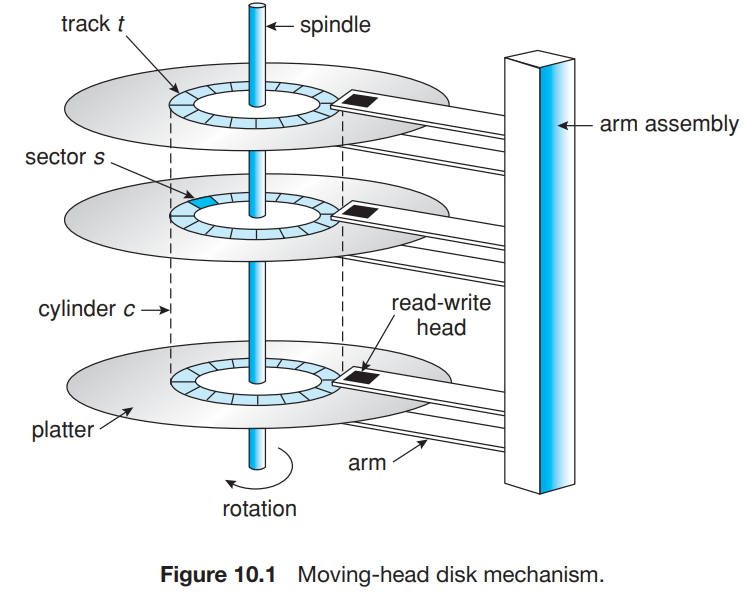 track t
spindle
arm assembly
sector s
cylinder c
read-write
head
platter
arm
rotation
Figure 10.1 Moving-head disk mechanism.